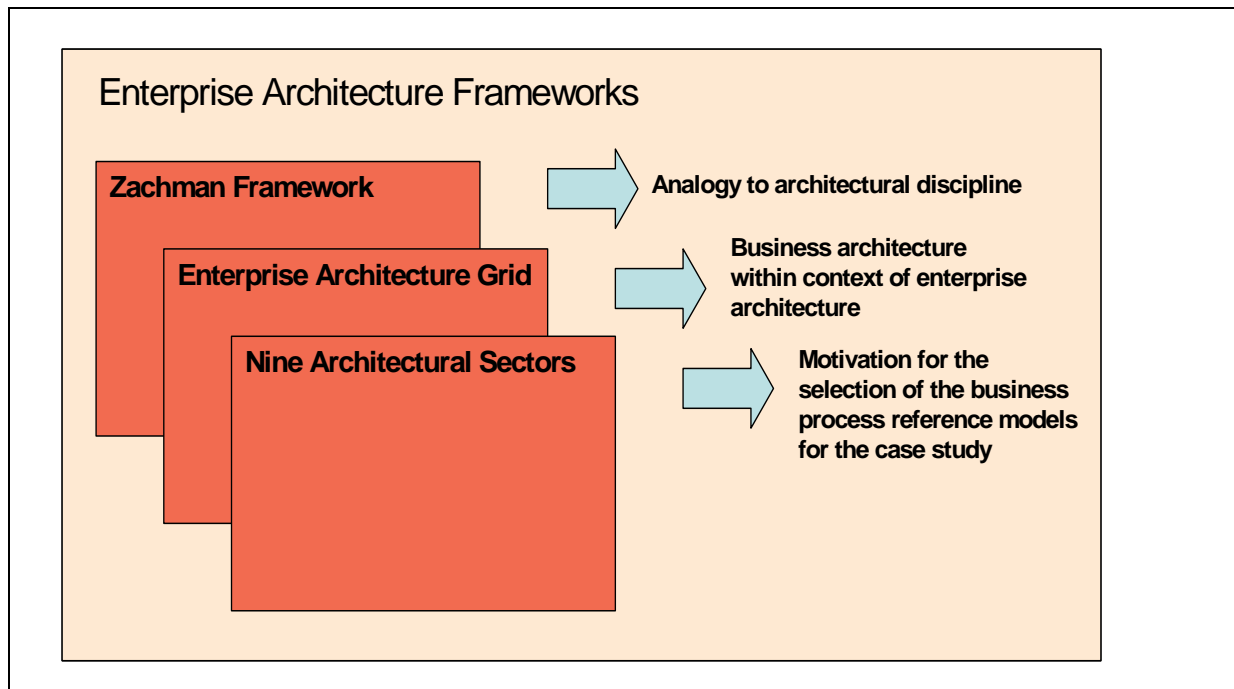 Enterprise Architecture Frameworks
Zachman Framework
Analogy to architectural discipline
Enterprise Architecture Grid
Business architecture
within context of enterprise
architecture
Nine Architectural Sectors
Motivation for the
selection of the business
process reference models
for the case study